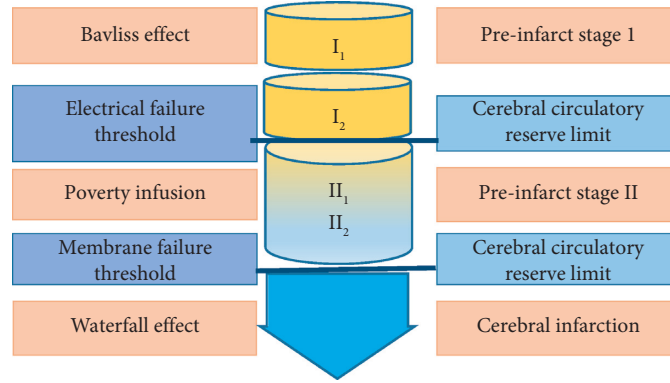 Bavliss effect
I₁
Pre-infarct stage 1
Electrical failure
threshold
I₂
Cerebral circulatory
reserve limit
Poverty infusion
II₁
II₂
Pre-infarct stage II
Membrane failure
threshold
Cerebral circulatory
reserve limit
Waterfall effect
Cerebral infarction